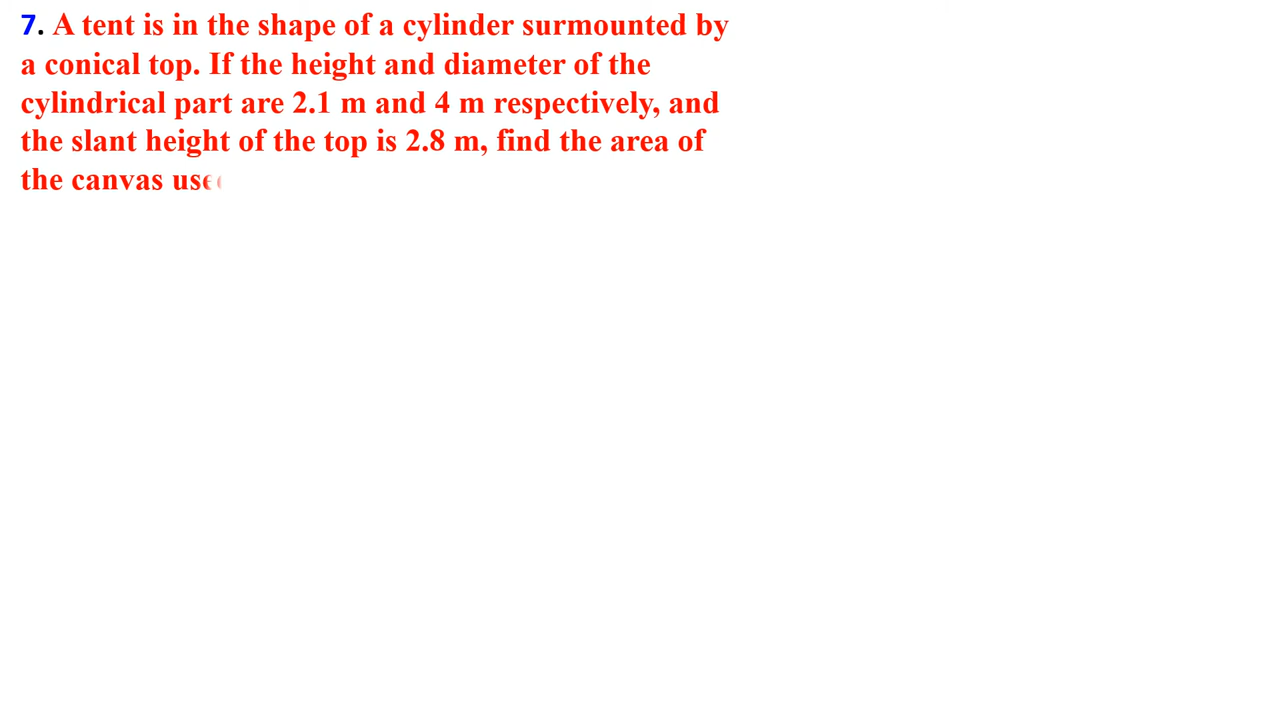 7. A tent is in the shape of a cylinder surmounted by
a conical top. If the height and diameter of the
cylindrical part are 2.1 m and 4 m respectively, and
the slant height of the top is 2.8 m, find the area of
the canvas